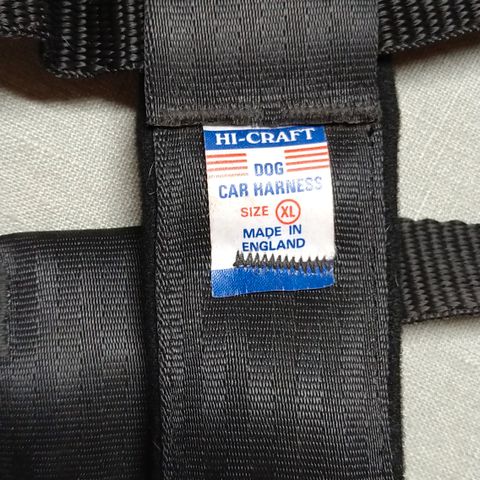 HI-CRAFT
DOG
CAR HARNESS
SIZE XL
MADE IN
ENGLAND